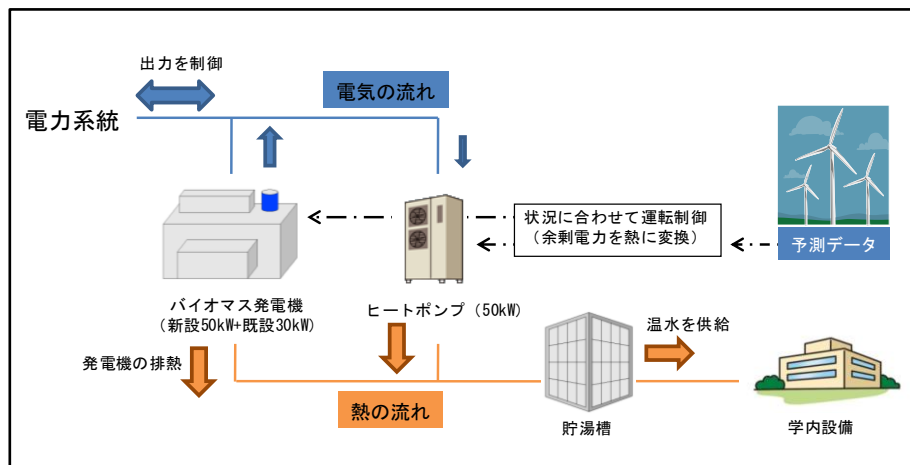 出力を制御
電気の流れ
電力系統
状況に合わせて運転制御
(余剰電力を熱に変換)
予測データ
バイオマス発電機
(新設50kW+既設30kW)
ヒートポンプ(50kW)
温水を供給
発電機の排熱
熱の流れ
貯湯槽
学内設備